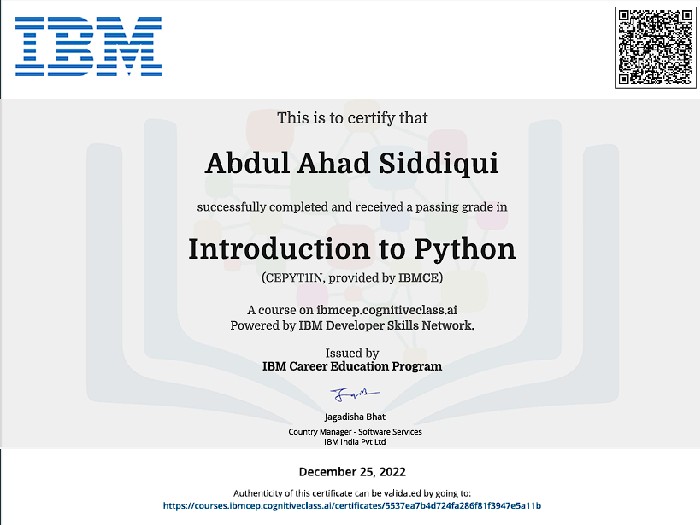 IBM
This is to certify that
Abdul Ahad Siddiqui
successfully completed and received a passing grade in
Introduction to Python
(CEPYT1IN, provided by IBMCE)
A course on ibmcep.cognitiveclass.ai
Powered by IBM Developer Skills Network.
Issued by
IBM Career Education Program
Jagadisha Bhat
Country Manager - Software Services
IBM India Pvt Ltd
December 25, 2022
Authenticity of this certificate can be validated by going to:
https://courses.ibmcep.cognitiveclass.ai/certificates/5537ea7b4d724fa286f81f3947e5a11b